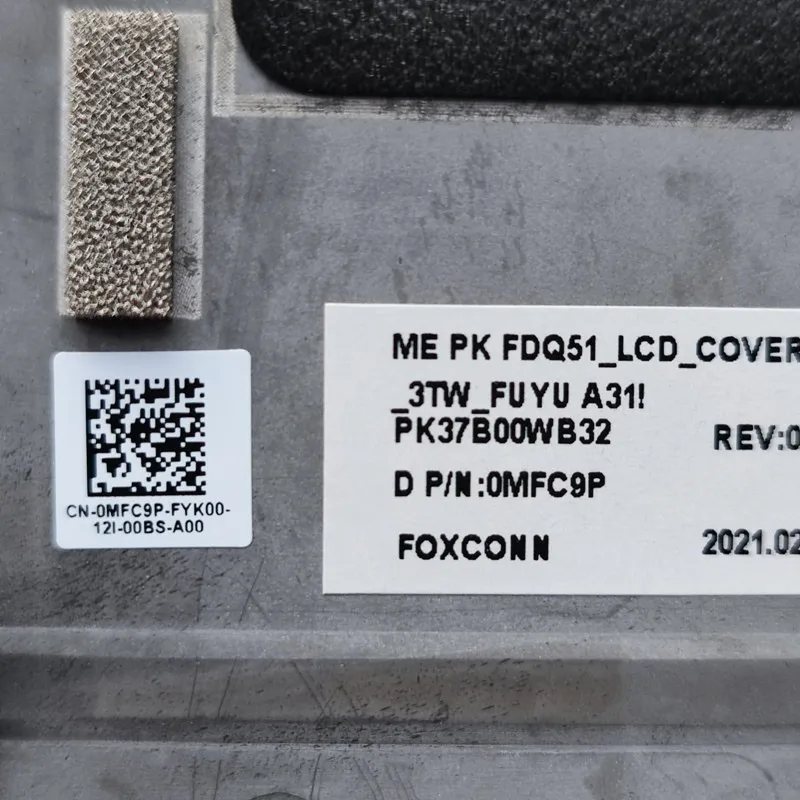 ME PK FDQ51_LCD_COVER
_3TW_FUYU A31!
PK37B00WB32 REV:0
D P/N:0MFC9P
FOXCONN 2021.02
CN-0MFC9P-FYK00-
12I-00BS-A00